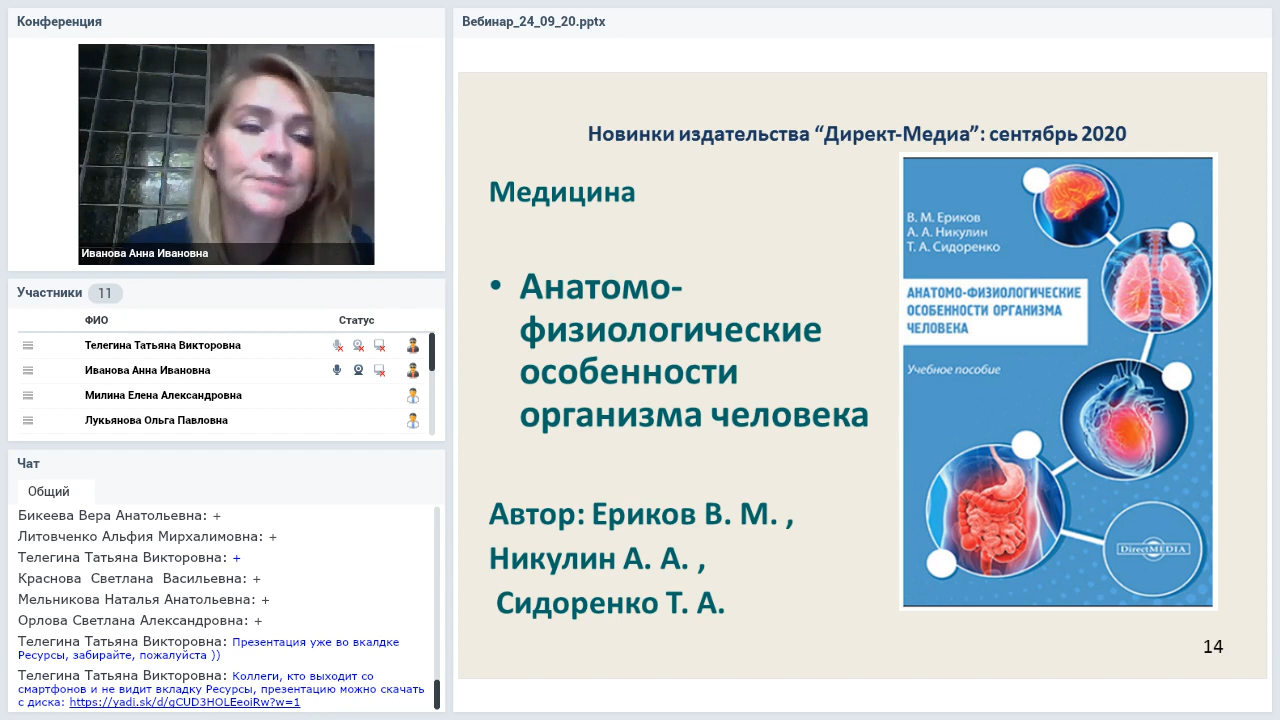 Конференция
Иванова Анна Ивановна
Участники 11
ФИО Статус
Телегина Татьяна Викторовна
Иванова Анна Ивановна
Милина Елена Александровна
Лукьянова Ольга Павловна
Чат
Общий
Бикеева Вера Анатольевна: +
Литовченко Альфия Мирхалимовна: +
Телегина Татьяна Викторовна: +
Краснова Светлана Васильевна: +
Мельникова Наталья Анатольевна: +
Орлова Светлана Александровна: +
Телегина Татьяна Викторовна: Презентация уже во вкалдке
Ресурсы, забирайте, пожалуйста ))
Телегина Татьяна Викторовна: Коллеги, кто выходит со
смартфонов и не видит вкладку Ресурсы, презентацию можно скачать
с диска: https://yadi.sk/d/gCUD3HOLEeoiRw?w=1
Вебинар_24_09_20.pptx
Новинки издательства “Директ-Медиа”: сентябрь 2020
Медицина
• Анатомо-
физиологические
особенности
организма человека
Автор: Ериков В. М. ,
Никулин А. А. ,
Сидоренко Т. А.
В. М. Ериков
А. А. Никулин
Т. А. Сидоренко
АНАТОМО-ФИЗИОЛОГИЧЕСКИЕ
ОСОБЕННОСТИ ОРГАНИЗМА
ЧЕЛОВЕКА
Учебное пособие
DirectMEDIA
14